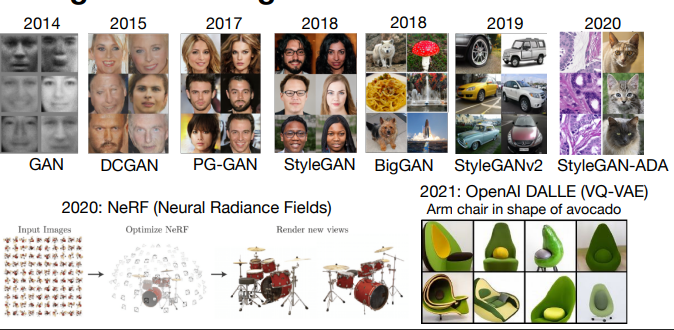 2014 2015 2017 2018 2018 2019 2020
GAN DCGAN PG-GAN StyleGAN BigGAN StyleGANv2 StyleGAN-ADA
2020: NeRF (Neural Radiance Fields)
Input Images Optimize NeRF Render new views
2021: OpenAI DALLE (VQ-VAE)
Arm chair in shape of avocado